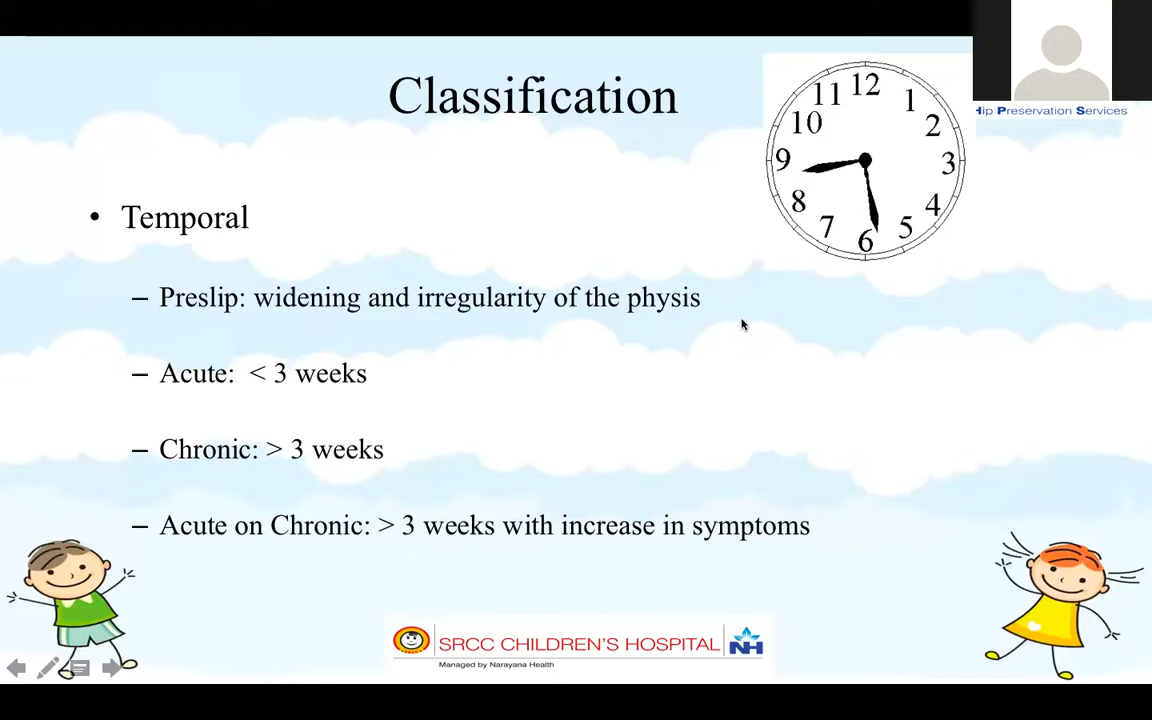 Classification
12
11
1
10
2
9
3
8
4
7
5
6
Hip Preservation Services
• Temporal
– Preslip: widening and irregularity of the physis
– Acute: < 3 weeks
– Chronic: > 3 weeks
– Acute on Chronic: > 3 weeks with increase in symptoms
SRCC CHILDREN'S HOSPITAL
NH
Managed by Narayana Health